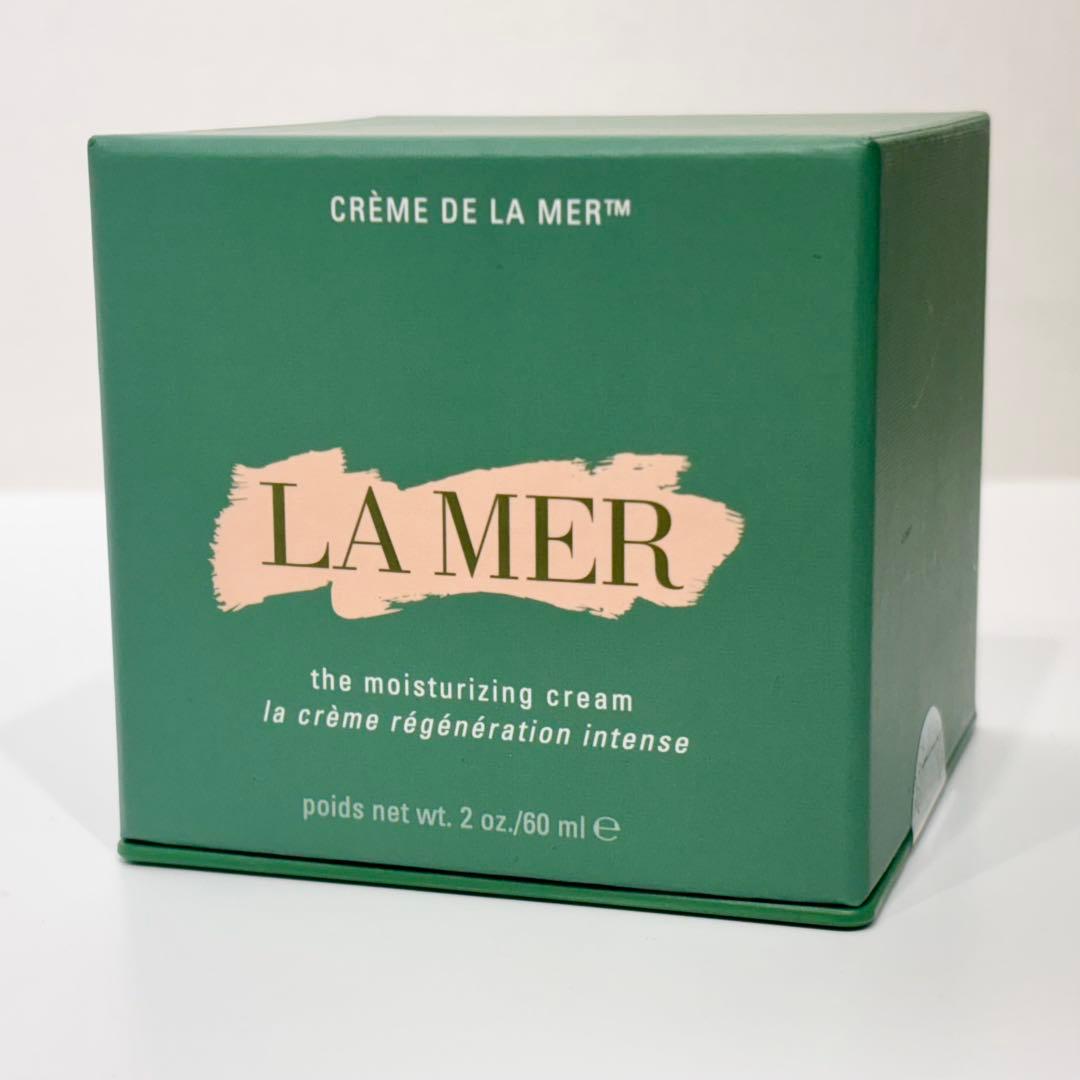 CRÈME DE LA MER™
LA MER
the moisturizing cream
la crème régénération intense
poids net wt. 2 oz./60 ml ℮